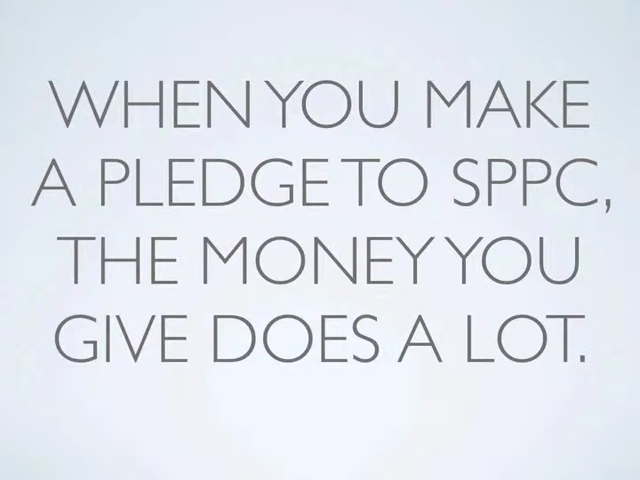 WHEN YOU MAKE
A PLEDGE TO SPPC,
THE MONEY YOU
GIVE DOES A LOT.